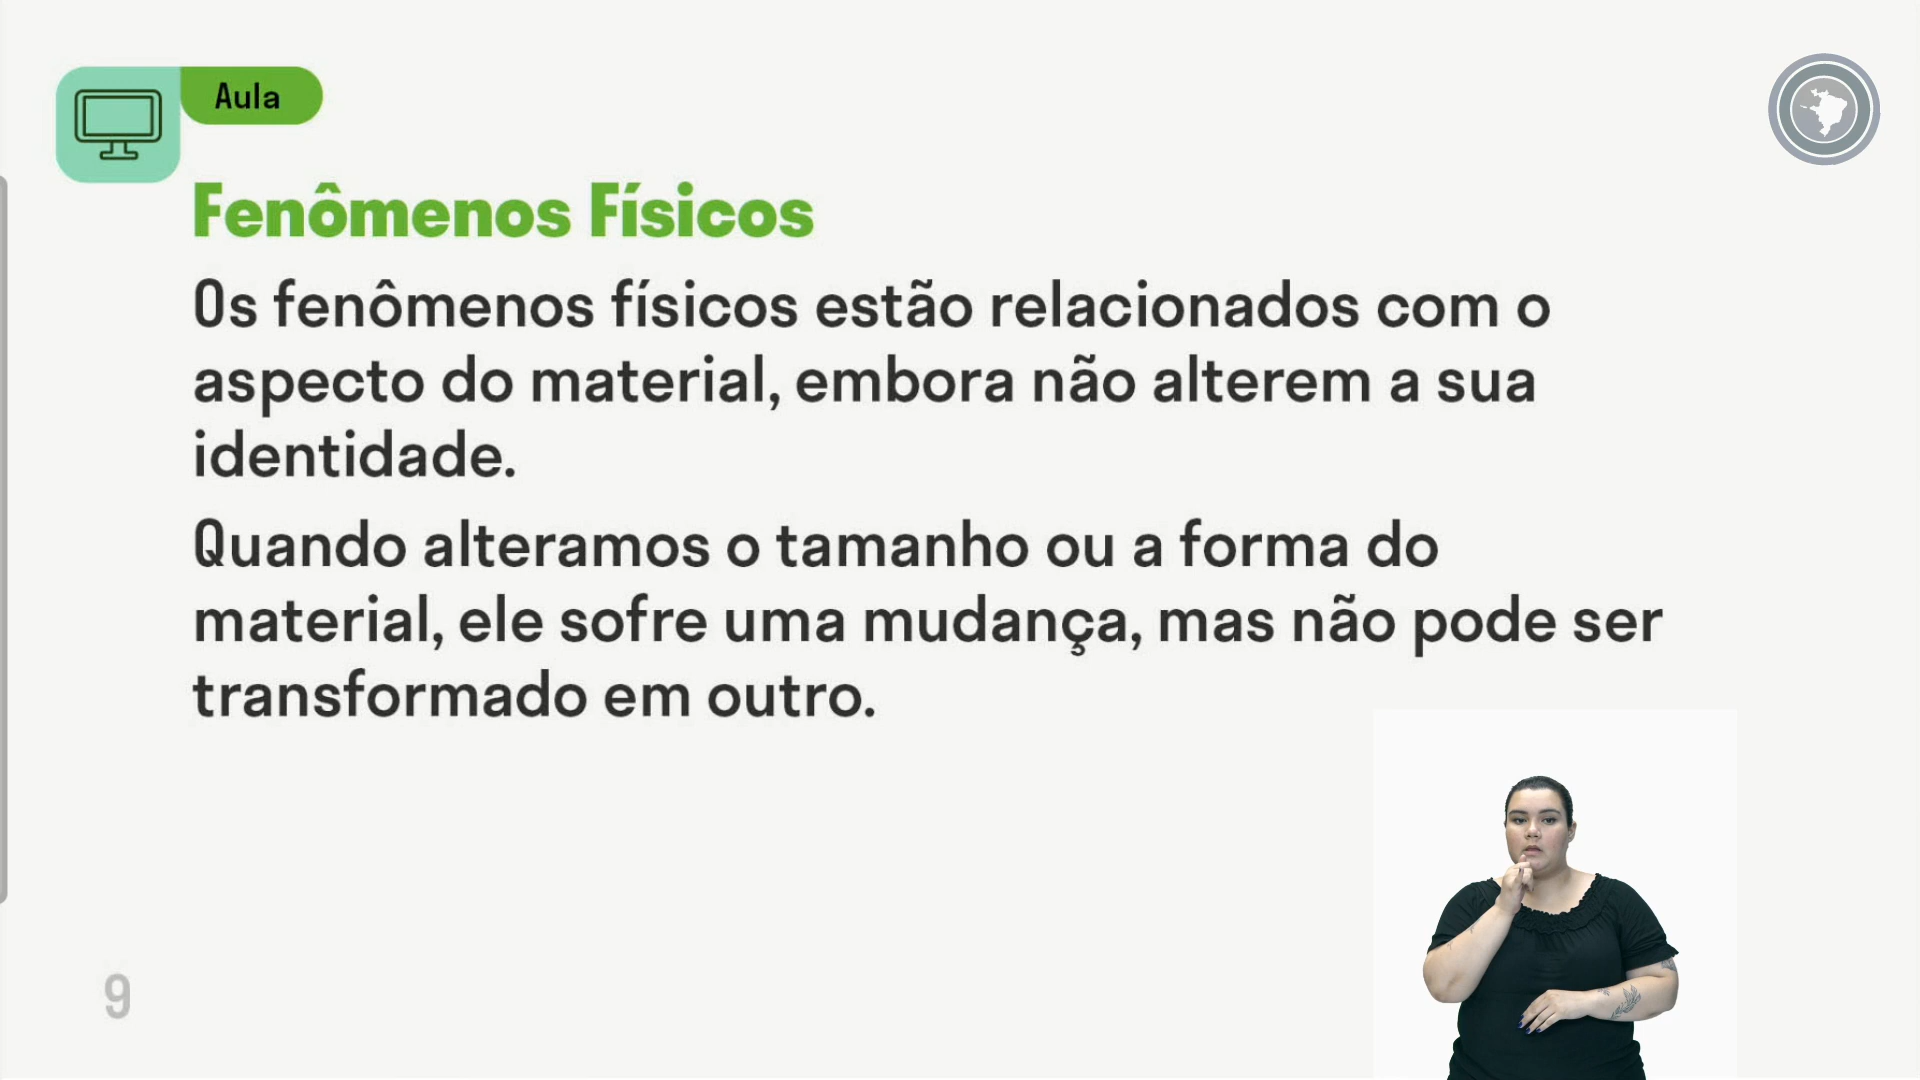 Aula
Fenômenos Físicos
Os fenômenos físicos estão relacionados com o
aspecto do material, embora não alterem a sua
identidade.
Quando alteramos o tamanho ou a forma do
material, ele sofre uma mudança, mas não pode ser
transformado em outro.
9